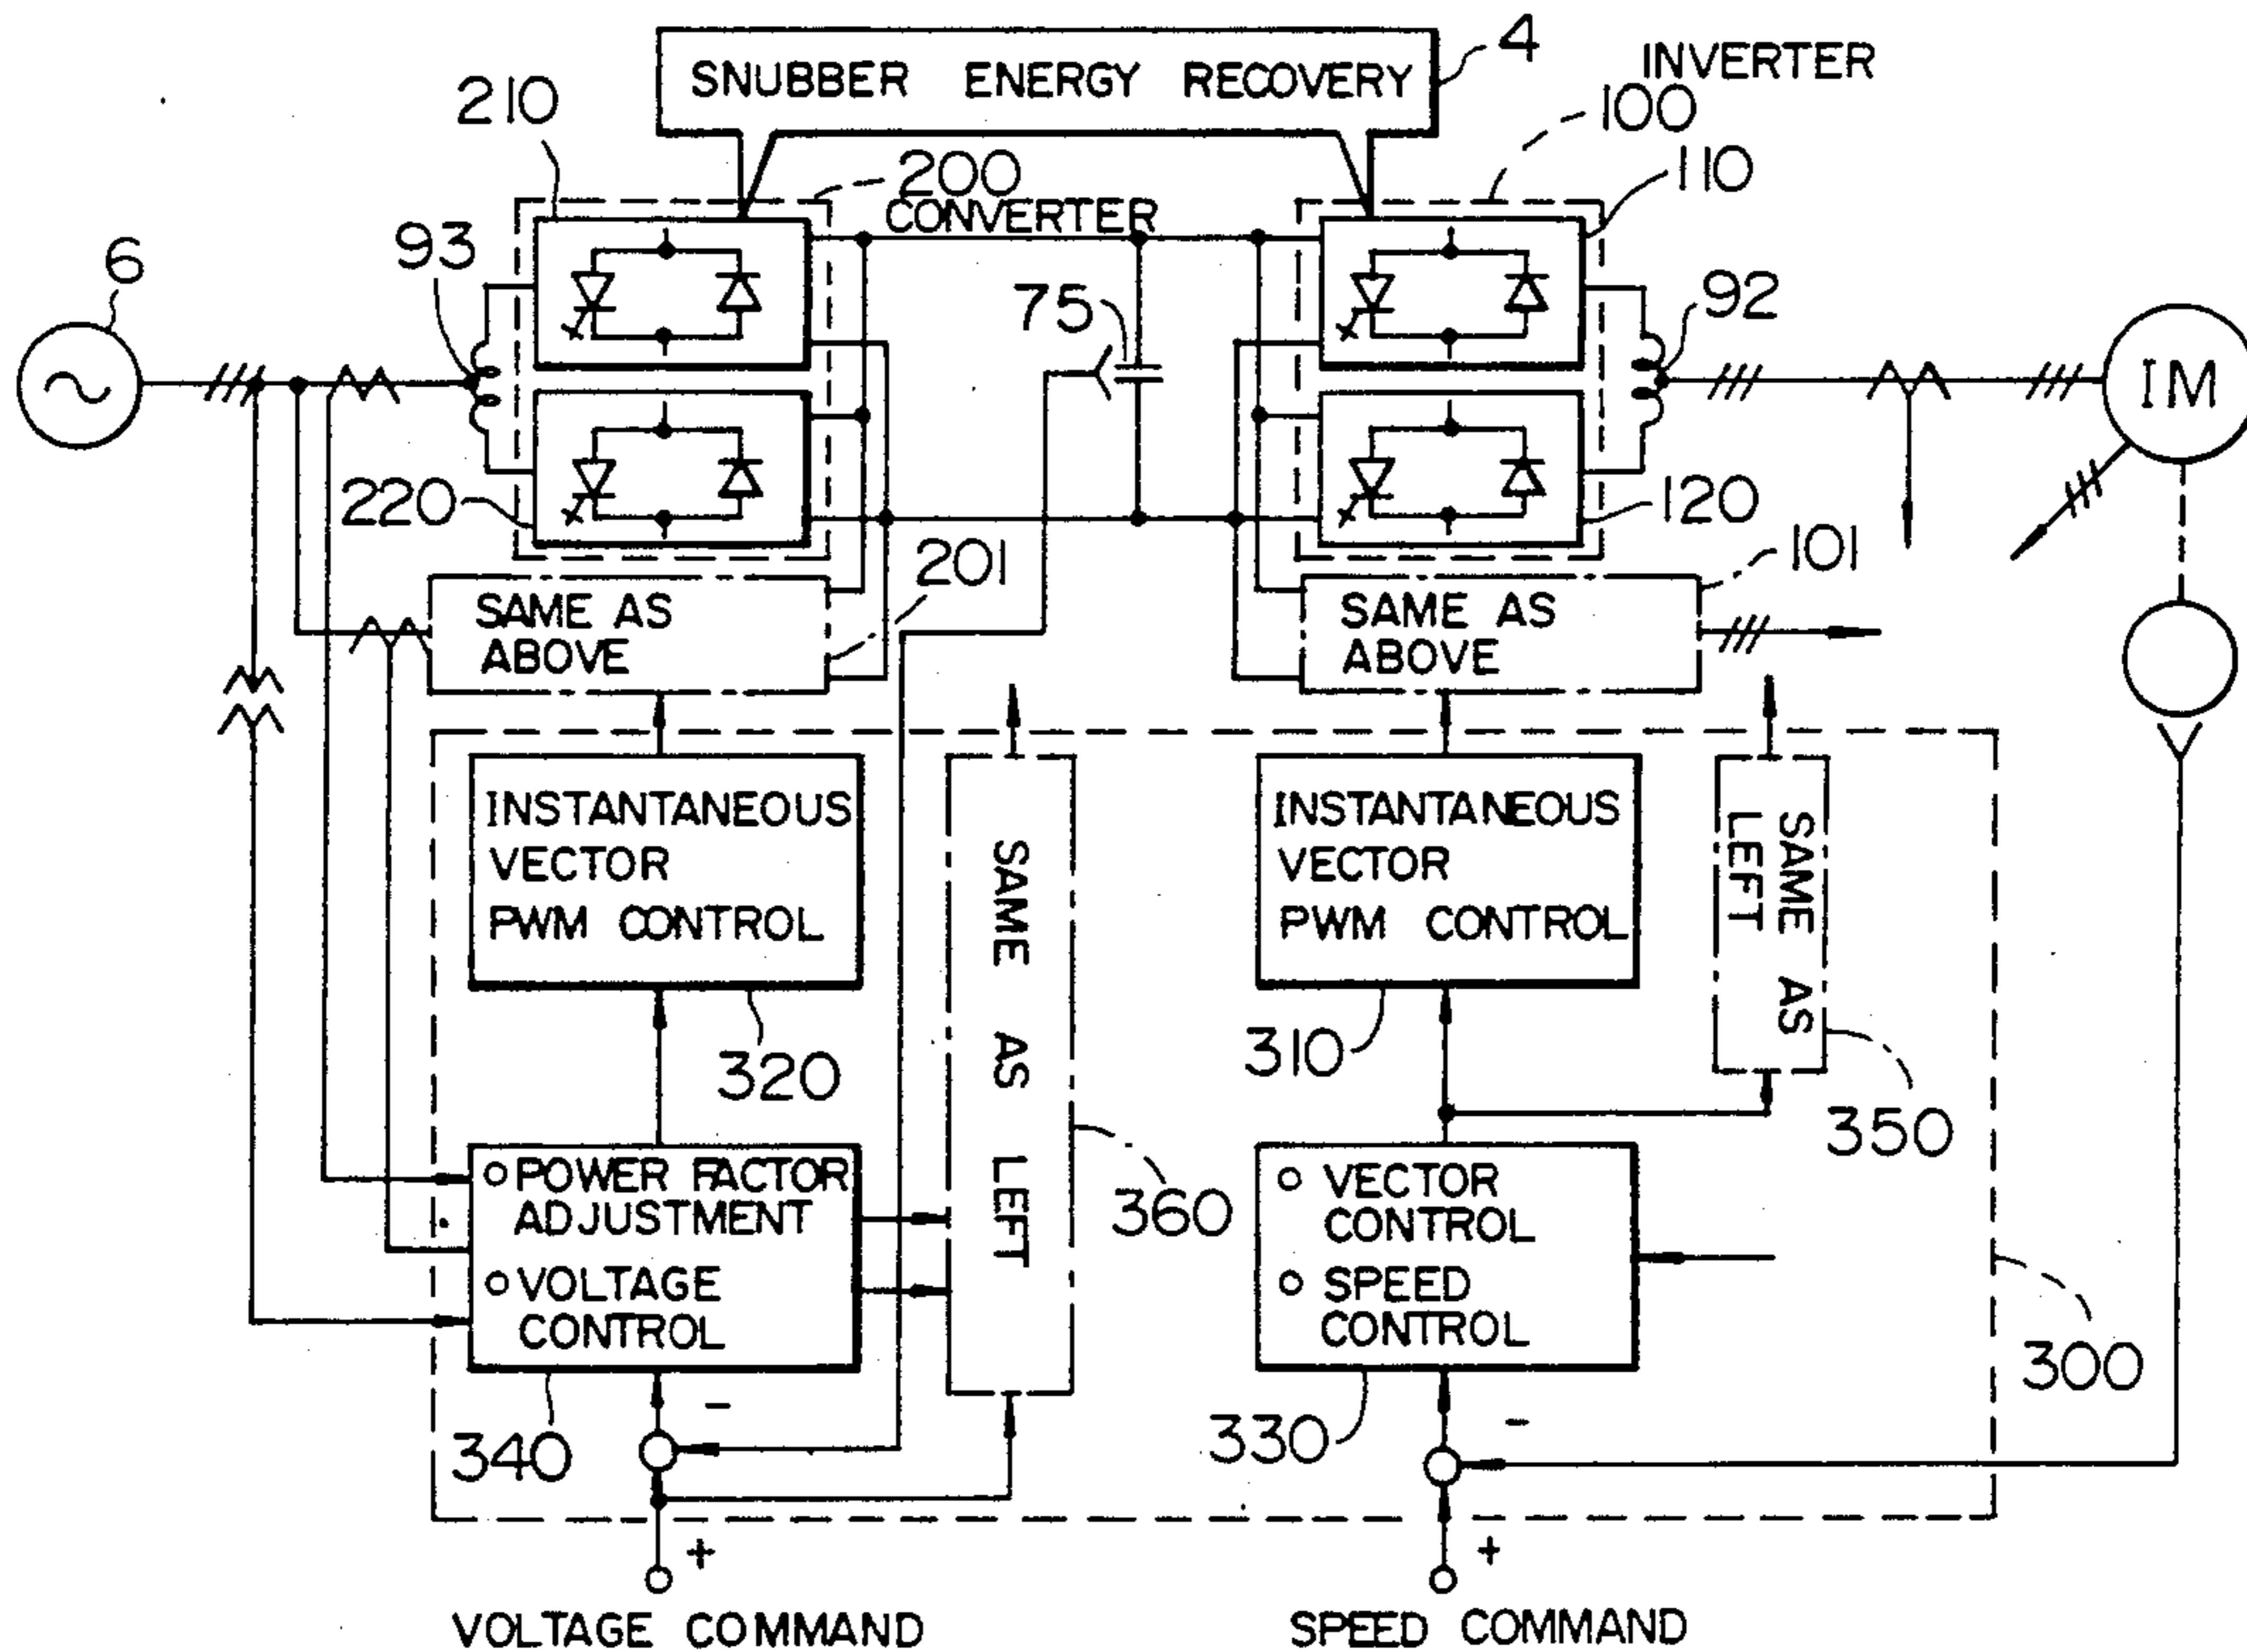 SNUBBER ENERGY RECOVERY
4
INVERTER
100
210
200
CONVERTER
110
6
93
75
92
IM
220
120
201
101
SAME AS
ABOVE
SAME AS
ABOVE
INSTANTANEOUS
VECTOR
PWM CONTROL
SAME AS LEFT
INSTANTANEOUS
VECTOR
PWM CONTROL
SAME AS
LEFT
320
310
350
POWER FACTOR
ADJUSTMENT
VOLTAGE
CONTROL
360
VECTOR
CONTROL
SPEED
CONTROL
300
340
-
330
-
+
+
VOLTAGE COMMAND
SPEED COMMAND